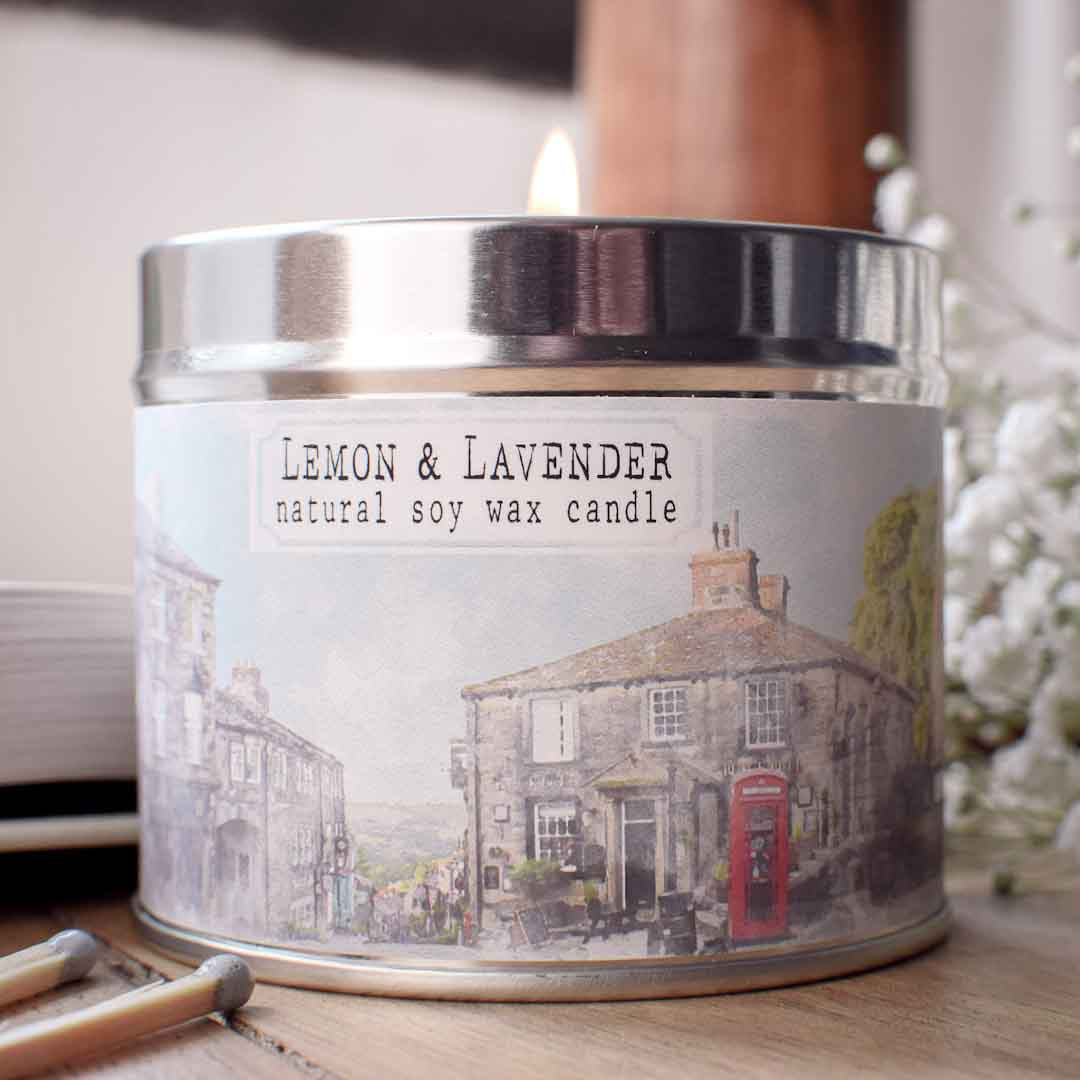 LEMON & LAVENDER
natural soy wax candle